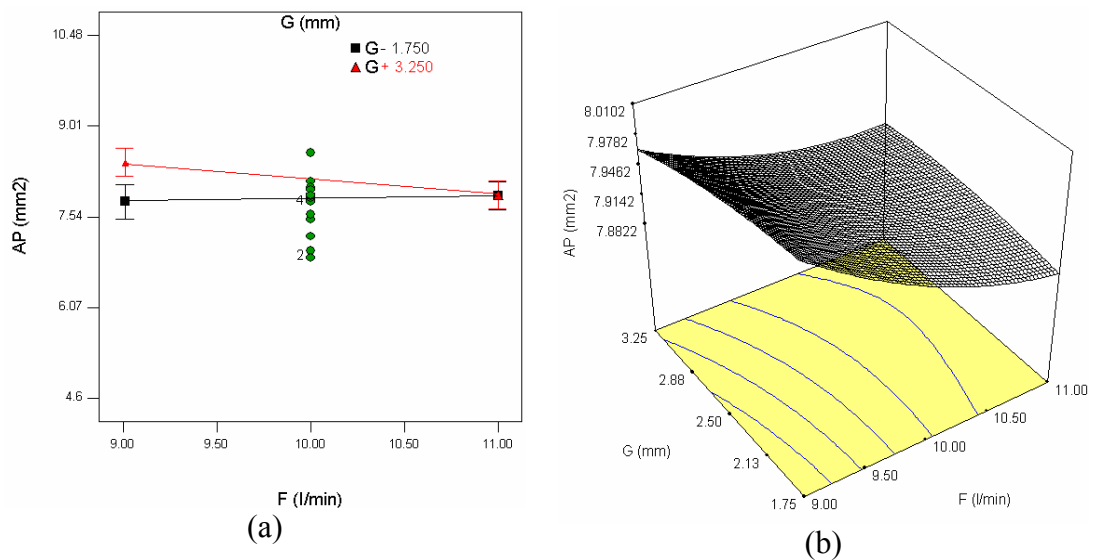 G (mm)
G- 1.750
G+ 3.250
10.48
9.01
7.54
6.07
4.6
AP (mm2)
4
2
9.00 9.50 10.00 10.50 11.00
F (l/min)
(a)
8.0102
7.9782
7.9462
7.9142
7.8822
AP (mm2)
3.25
2.88
2.50
2.13
1.75
G (mm)
9.00
9.50
10.00
10.50
11.00
F (l/min)
(b)